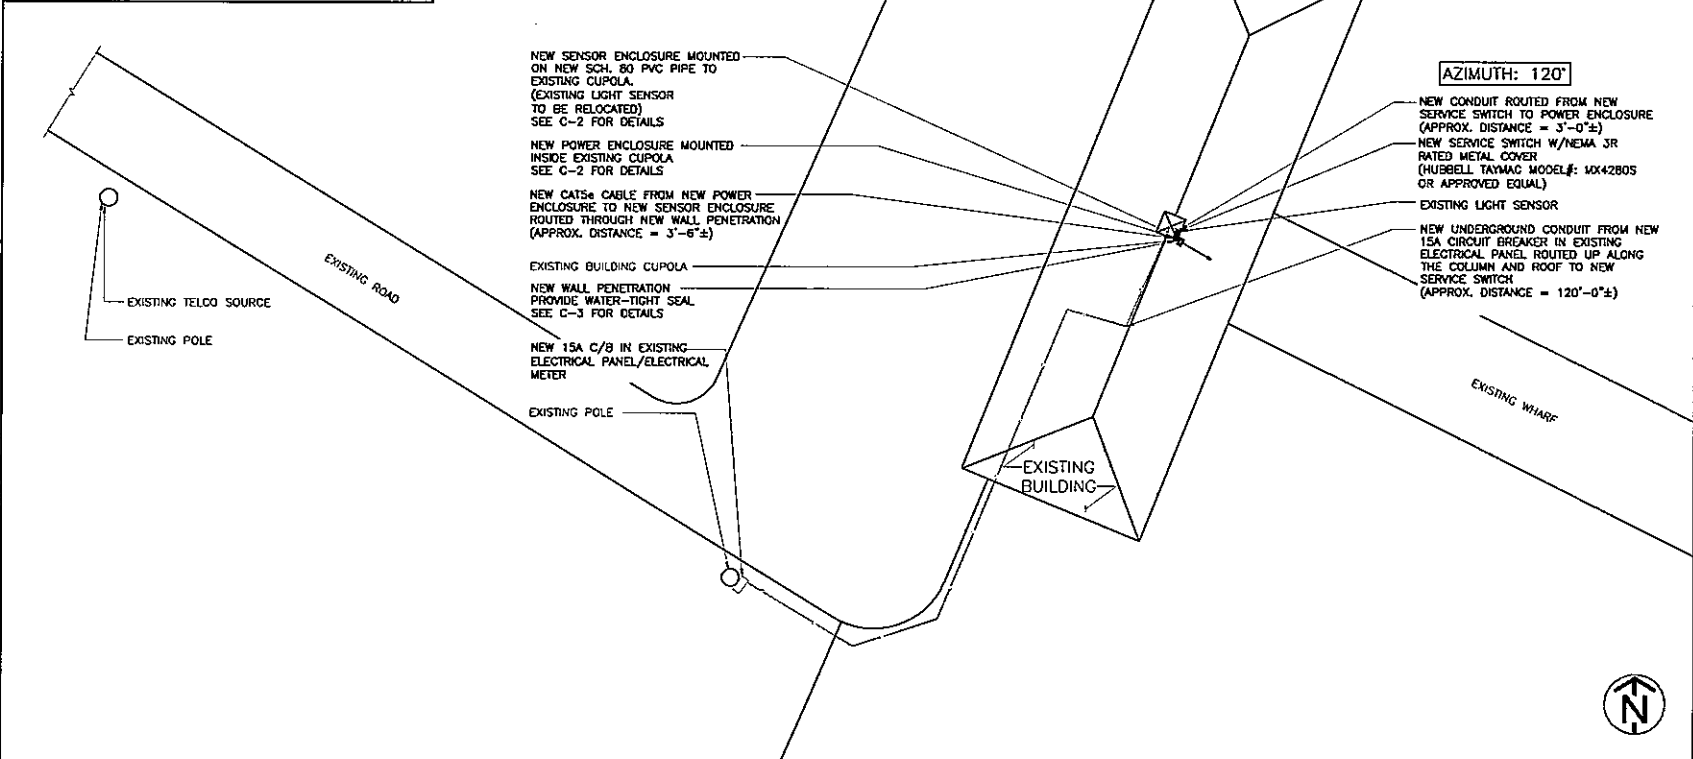 NEW SENSOR ENCLOSURE MOUNTED
ON NEW SCH. 80 PVC PIPE TO
EXISTING CUPOLA.
(EXISTING LIGHT SENSOR
TO BE RELOCATED)
SEE C-2 FOR DETAILS
NEW POWER ENCLOSURE MOUNTED
INSIDE EXISTING CUPOLA
SEE C-2 FOR DETAILS
NEW CAT5e CABLE FROM NEW POWER
ENCLOSURE TO NEW SENSOR ENCLOSURE
ROUTED THROUGH NEW WALL PENETRATION
(APPROX. DISTANCE = 3'-6"±)
EXISTING BUILDING CUPOLA
NEW WALL PENETRATION
PROVIDE WATER-TIGHT SEAL
SEE C-3 FOR DETAILS
NEW 15A C/B IN EXISTING
ELECTRICAL PANEL/ELECTRICAL
METER
EXISTING POLE
EXISTING ROAD
EXISTING TELCO SOURCE
EXISTING POLE
AZIMUTH: 120°
NEW CONDUIT ROUTED FROM NEW
SERVICE SWITCH TO POWER ENCLOSURE
(APPROX. DISTANCE = 3'-0"±)
NEW SERVICE SWITCH W/NEMA 3R
RATED METAL COVER
(HUBBELL TAYMAC MODEL#: MX4280S
OR APPROVED EQUAL)
EXISTING LIGHT SENSOR
NEW UNDERGROUND CONDUIT FROM NEW
15A CIRCUIT BREAKER IN EXISTING
ELECTRICAL PANEL ROUTED UP ALONG
THE COLUMN AND ROOF TO NEW
SERVICE SWITCH
(APPROX. DISTANCE = 120'-0"±)
EXISTING WHARF
EXISTING
BUILDING
N